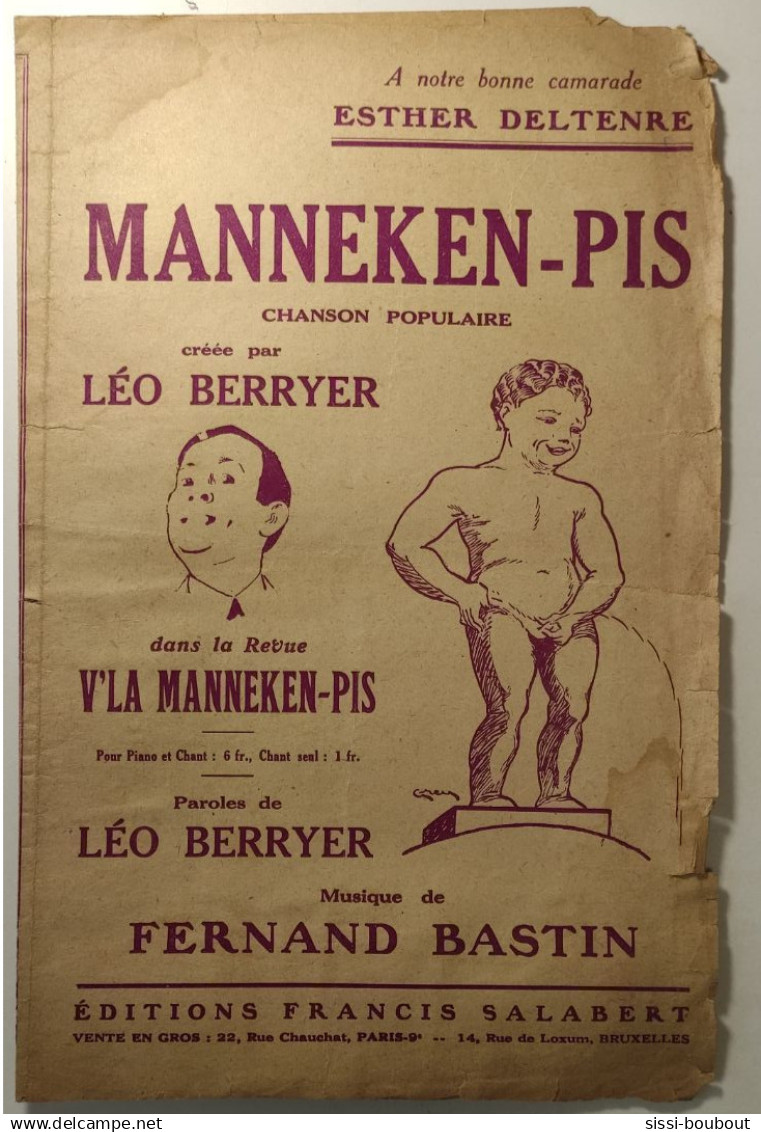 A notre bonne camarade
ESTHER DELTENRE
MANNEKEN-PIS
CHANSON POPULAIRE
créée par
LÉO BERRYER
dans la Revue
V'LA MANNEKEN-PIS
Pour Piano et Chant : 6 fr., Chant seul : 1 fr.
Paroles de
LÉO BERRYER
Musique de
FERNAND BASTIN
ÉDITIONS FRANCIS SALABERT
VENTE EN GROS : 22, Rue Chauchat, PARIS-9e -- 14, Rue de Loxum, BRUXELLES
delcampe.net
sissi-boubout